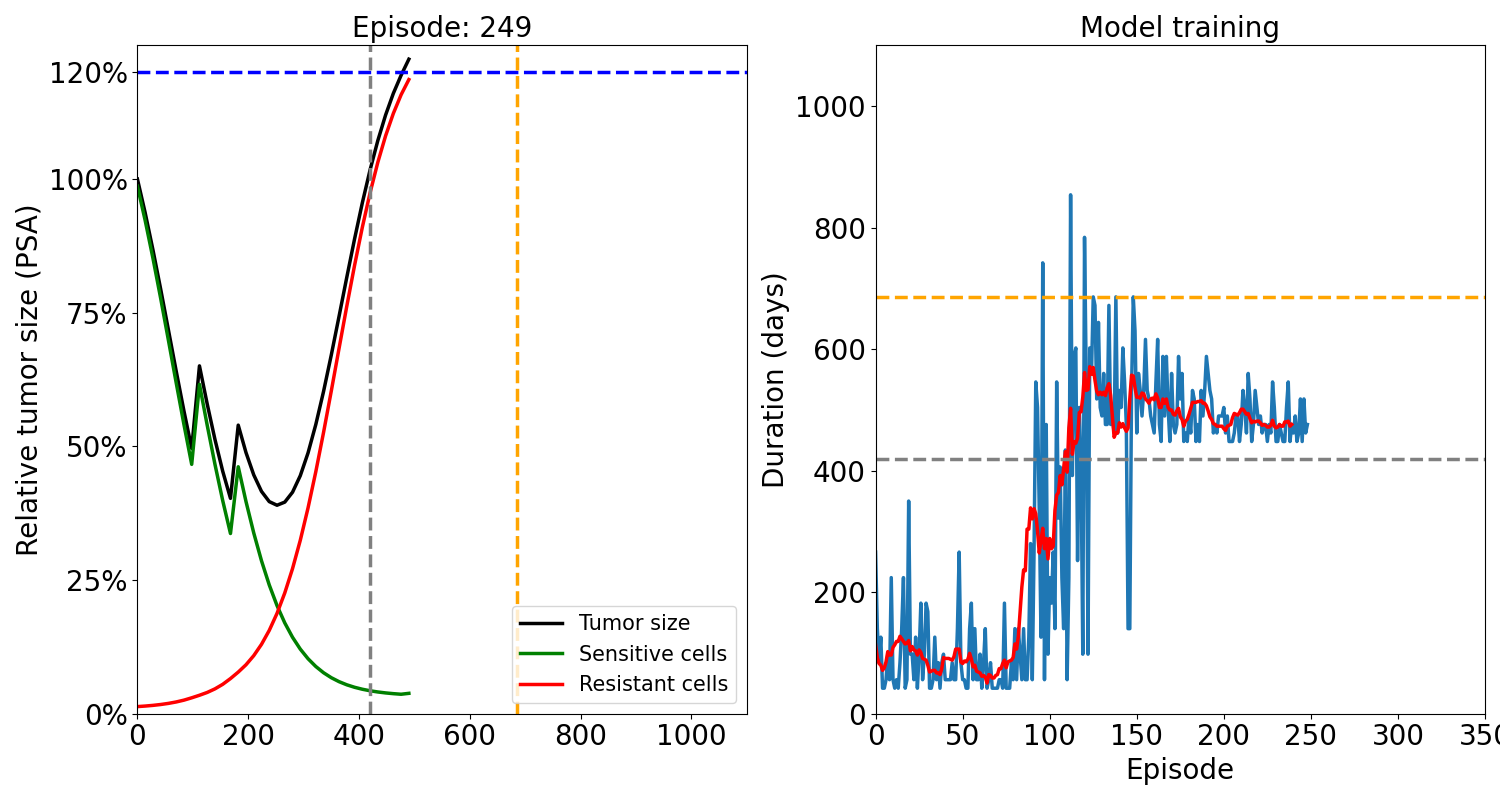 Episode: 249
Relative tumor size (PSA)
120%
100%
75%
50%
25%
0%
0 200 400 600 800 1000
Tumor size
Sensitive cells
Resistant cells
Model training
Duration (days)
1000
800
600
400
200
0
0 50 100 150 200 250 300 350
Episode